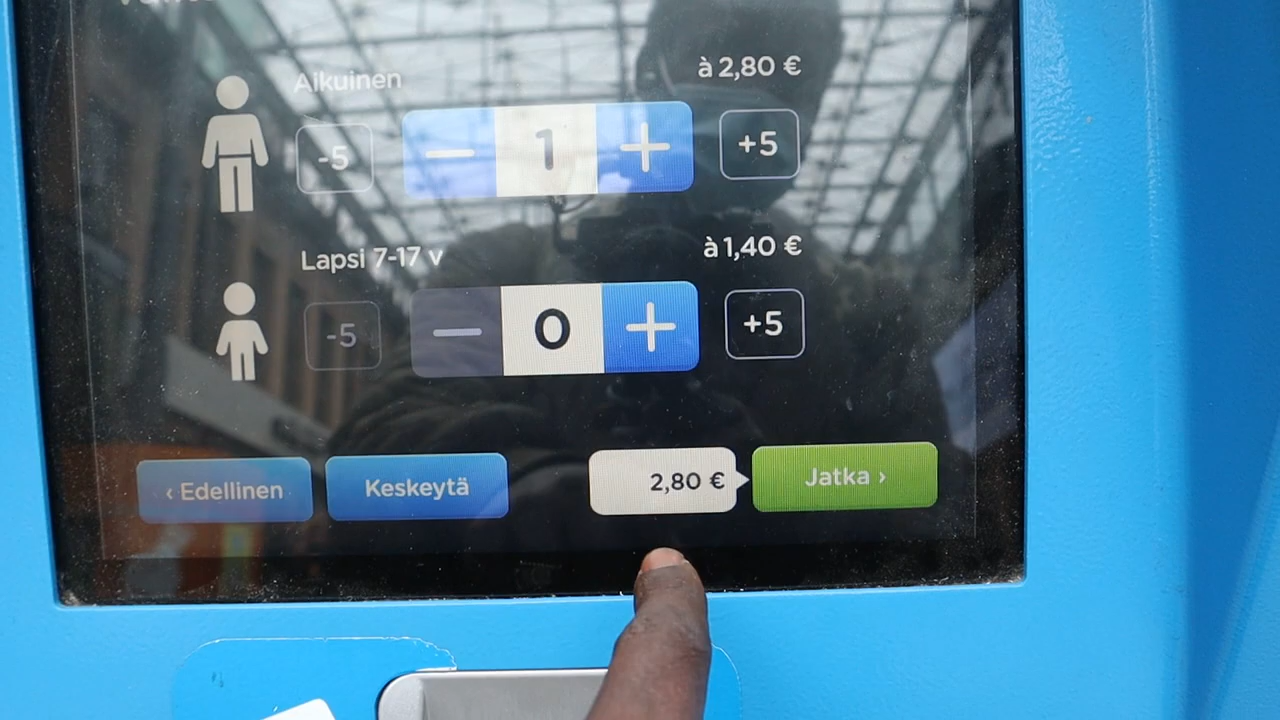 Aikuinen
à 2,80 €
-5
1
+5
Lapsi 7-17 v
à 1,40 €
-5
0
+5
‹ Edellinen
Keskeytä
2,80 €
Jatka ›